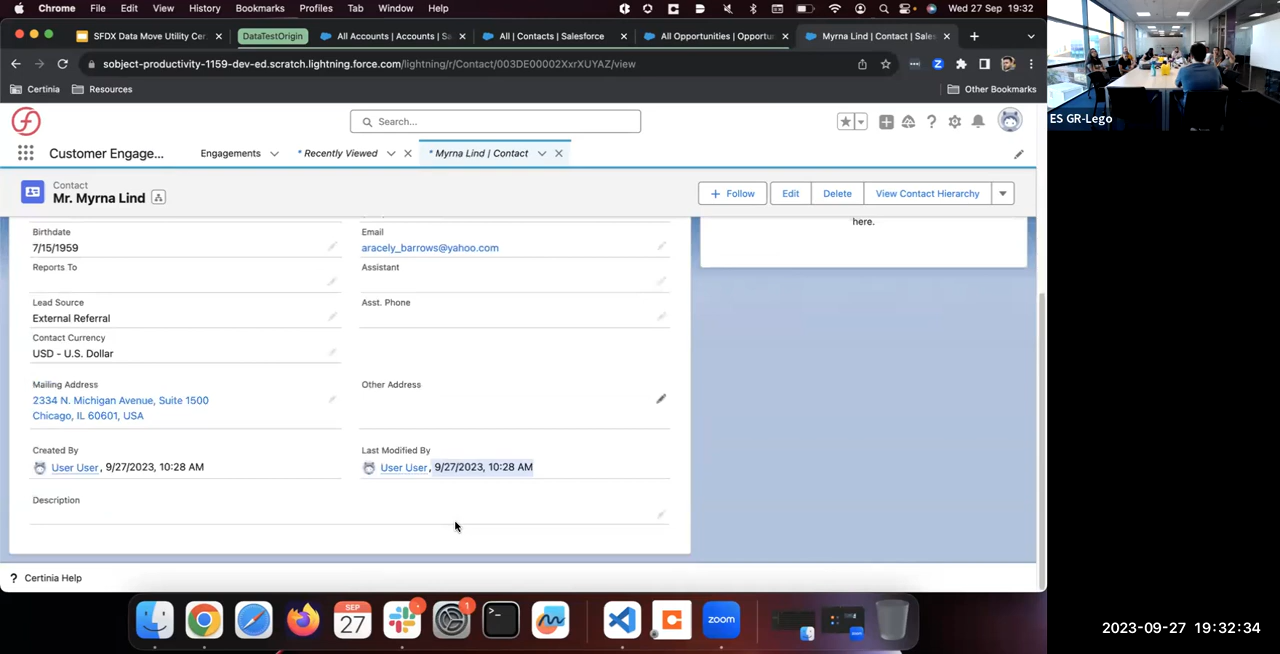 Chrome File Edit View History Bookmarks Profiles Tab Window Help Wed 27 Sep 19:32
SFDX Data Move Utility Cer DataTestOrigin All Accounts | Accounts | Sa All | Contacts | Salesforce All Opportunities | Opportun Myrna Lind | Contact | Sales
sobject-productivity-1159-dev-ed.scratch.lightning.force.com/lightning/r/Contact/003DE00002XxrXUYAZ/view
Certinia Resources Other Bookmarks
Search...
Customer Engage... Engagements * Recently Viewed * Myrna Lind | Contact
Contact
Mr. Myrna Lind
+ Follow Edit Delete View Contact Hierarchy
here.
Birthdate
7/15/1959
Email
aracely_barrows@yahoo.com
Reports To
Assistant
Lead Source
External Referral
Asst. Phone
Contact Currency
USD - U.S. Dollar
Mailing Address
2334 N. Michigan Avenue, Suite 1500
Chicago, IL 60601, USA
Other Address
Created By
User User, 9/27/2023, 10:28 AM
Last Modified By
User User, 9/27/2023, 10:28 AM
Description
? Certinia Help
SEP
27
1
zoom
ES GR-Lego
2023-09-27 19:32:34